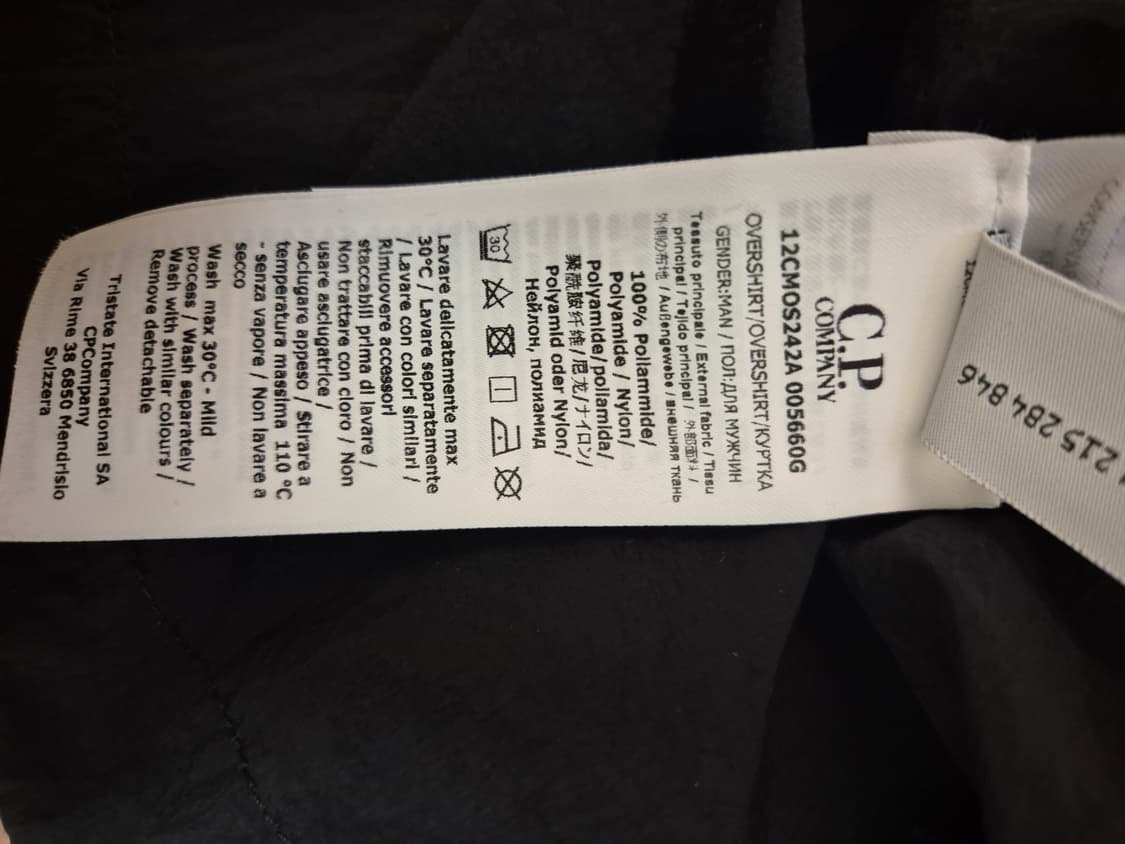 C.P.
COMPANY
12CMOS242A 005660G
OVERSHIRT/OVERSHIRT/КУРТКА
GENDER:MAN / ПОЛ:ДЛЯ МУЖЧИН
Tessuto principale / External fabric / Tissu
principal / Tejido principal / 外部面料 /
外側の布地 / Außengewebe / внешняя ткань
100% Poliammide/
Polyamide / Nylon/
Polyamide/poliamida/
聚酰胺纤维/尼龙/ナイロン/
Polyamid oder Nylon/
Нейлон, полиамид
30
Lavare delicatamente max
30°C / Lavare separatamente
/ Lavare con colori similari /
Rimuovere accessori
staccabili prima di lavare /
Non trattare con cloro / Non
usare asciugatrice /
Asciugare appeso / Stirare a
temperatura massima 110 °C
- senza vapore / Non lavare a
secco
Wash max 30°C - Mild
process / Wash separately /
Wash with similar colours /
Remove detachable
Tristate International SA
CPCompany
Via Rime 38 6850 Mendrisio
Svizzera
215 284 846